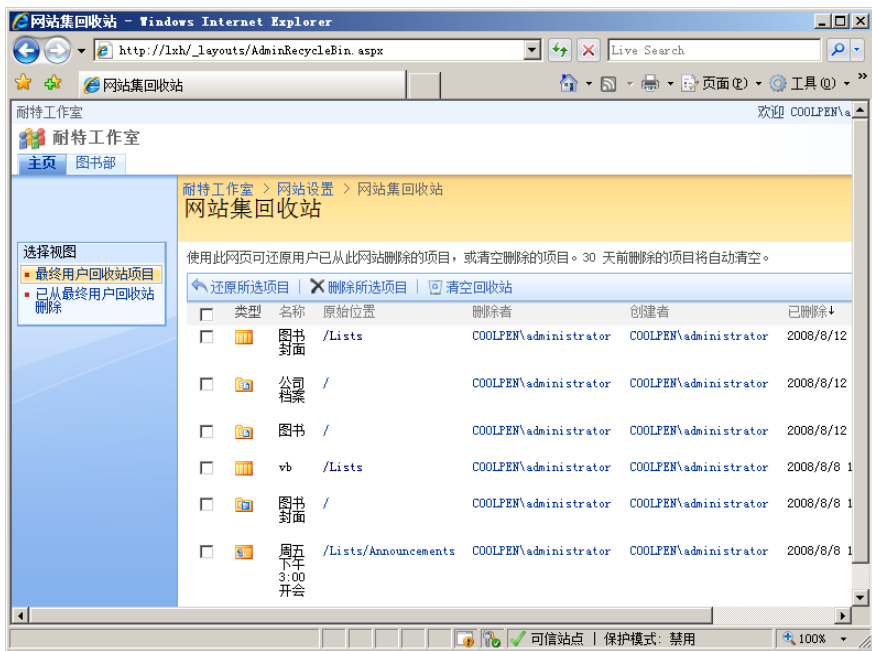 网站集回收站 - Windows Internet Explorer
http://lxh/_layouts/AdminRecycleBin.aspx
Live Search
网站集回收站
页面(P)
工具(O)
»
耐特工作室
欢迎 COOLPEN\a
耐特工作室
主页 图书部
耐特工作室 > 网站设置 > 网站集回收站
网站集回收站
选择视图
最终用户回收站项目
已从最终用户回收站
删除
使用此网页可还原用户已从此网站删除的项目，或清空删除的项目。30 天前删除的项目将自动清空。
还原所选项目 | 删除所选项目 | 清空回收站
类型 名称 原始位置 删除者 创建者 已删除↓
图书
封面
/Lists COOLPEN\administrator COOLPEN\administrator 2008/8/12
公司
档案
/ COOLPEN\administrator COOLPEN\administrator 2008/8/12
图书 / COOLPEN\administrator COOLPEN\administrator 2008/8/12
vb /Lists COOLPEN\administrator COOLPEN\administrator 2008/8/8 1
图书
封面
/ COOLPEN\administrator COOLPEN\administrator 2008/8/8 1
周五
下午
3:00
开会
/Lists/Announcements COOLPEN\administrator COOLPEN\administrator 2008/8/8 1
可信站点 | 保护模式: 禁用
100%